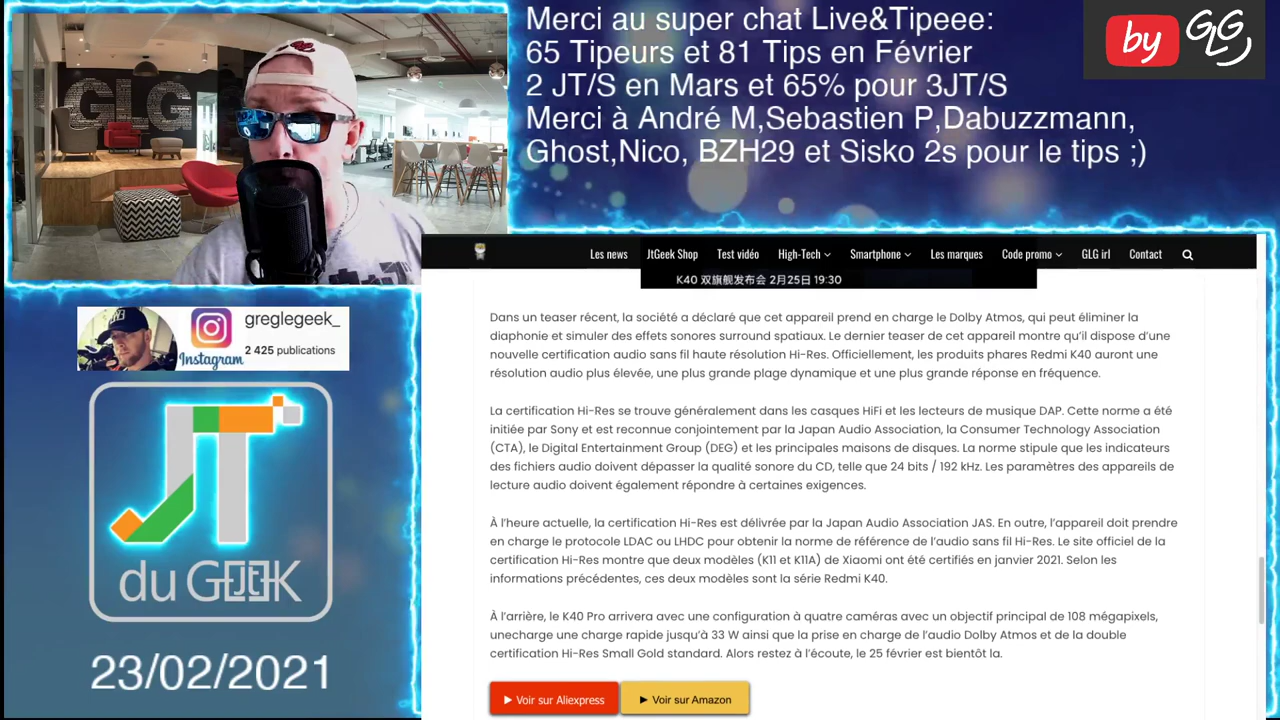 GLG
Merci au super chat Live&Tipeee:
65 Tipeurs et 81 Tips en Février
2 JT/S en Mars et 65% pour 3JT/S
Merci à André M,Sebastien P,Dabuzzmann,
Ghost,Nico, BZH29 et Sisko 2s pour le tips ;)
by GLG
Les news JtGeek Shop Test vidéo High-Tech Smartphone Les marques Code promo GLG irl Contact
K40 双旗舰发布会 2月25日 19:30
Dans un teaser récent, la société a déclaré que cet appareil prend en charge le Dolby Atmos, qui peut éliminer la
diaphonie et simuler des effets sonores surround spatiaux. Le dernier teaser de cet appareil montre qu’il dispose d’une
nouvelle certification audio sans fil haute résolution Hi-Res. Officiellement, les produits phares Redmi K40 auront une
résolution audio plus élevée, une plus grande plage dynamique et une plus grande réponse en fréquence.
La certification Hi-Res se trouve généralement dans les casques HiFi et les lecteurs de musique DAP. Cette norme a été
initiée par Sony et est reconnue conjointement par la Japan Audio Association, la Consumer Technology Association
(CTA), le Digital Entertainment Group (DEG) et les principales maisons de disques. La norme stipule que les indicateurs
des fichiers audio doivent dépasser la qualité sonore du CD, telle que 24 bits / 192 kHz. Les paramètres des appareils de
lecture audio doivent également répondre à certaines exigences.
À l’heure actuelle, la certification Hi-Res est délivrée par la Japan Audio Association JAS. En outre, l’appareil doit prendre
en charge le protocole LDAC ou LHDC pour obtenir la norme de référence de l’audio sans fil Hi-Res. Le site officiel de la
certification Hi-Res montre que deux modèles (K11 et K11A) de Xiaomi ont été certifiés en janvier 2021. Selon les
informations précédentes, ces deux modèles sont la série Redmi K40.
À l’arrière, le K40 Pro arrivera avec une configuration à quatre caméras avec un objectif principal de 108 mégapixels,
unecharge une charge rapide jusqu’à 33 W ainsi que la prise en charge de l’audio Dolby Atmos et de la double
certification Hi-Res Small Gold standard. Alors restez à l’écoute, le 25 février est bientôt la.
Voir sur Aliexpress Voir sur Amazon
greglegeek_
Instagram 2 425 publications
JT
du GEEK
23/02/2021